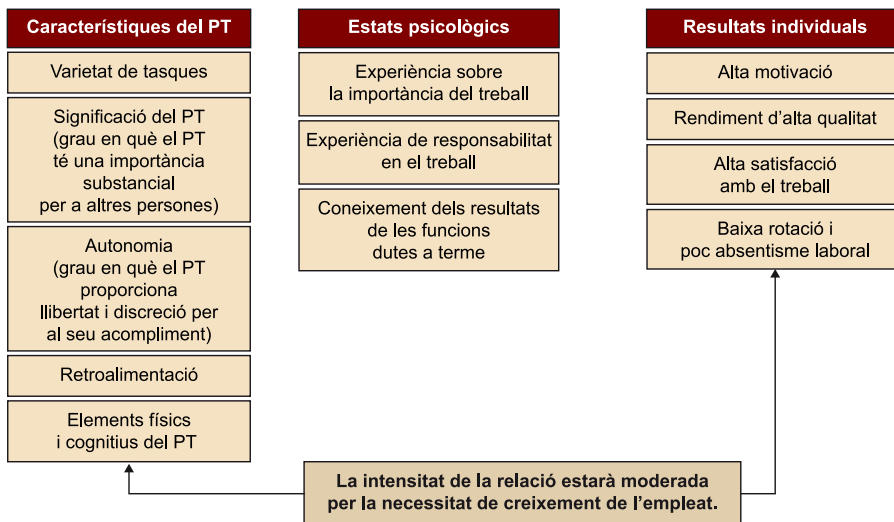 Característiques del PT
Varietat de tasques
Significació del PT
(grau en què el PT
té una importància
substancial
per a altres persones)
Autonomia
(grau en què el PT
proporciona
llibertat i discreció per
al seu acompliment)
Retroalimentació
Elements físics
i cognitius del PT
Estats psicològics
Experiència sobre
la importància del treball
Experiència de responsabilitat
en el treball
Coneixement dels resultats
de les funcions
dutes a terme
Resultats individuals
Alta motivació
Rendiment d'alta qualitat
Alta satisfacció
amb el treball
Baixa rotació i
poc absentisme laboral
La intensitat de la relació estarà moderada
per la necessitat de creixement de l'empleat.